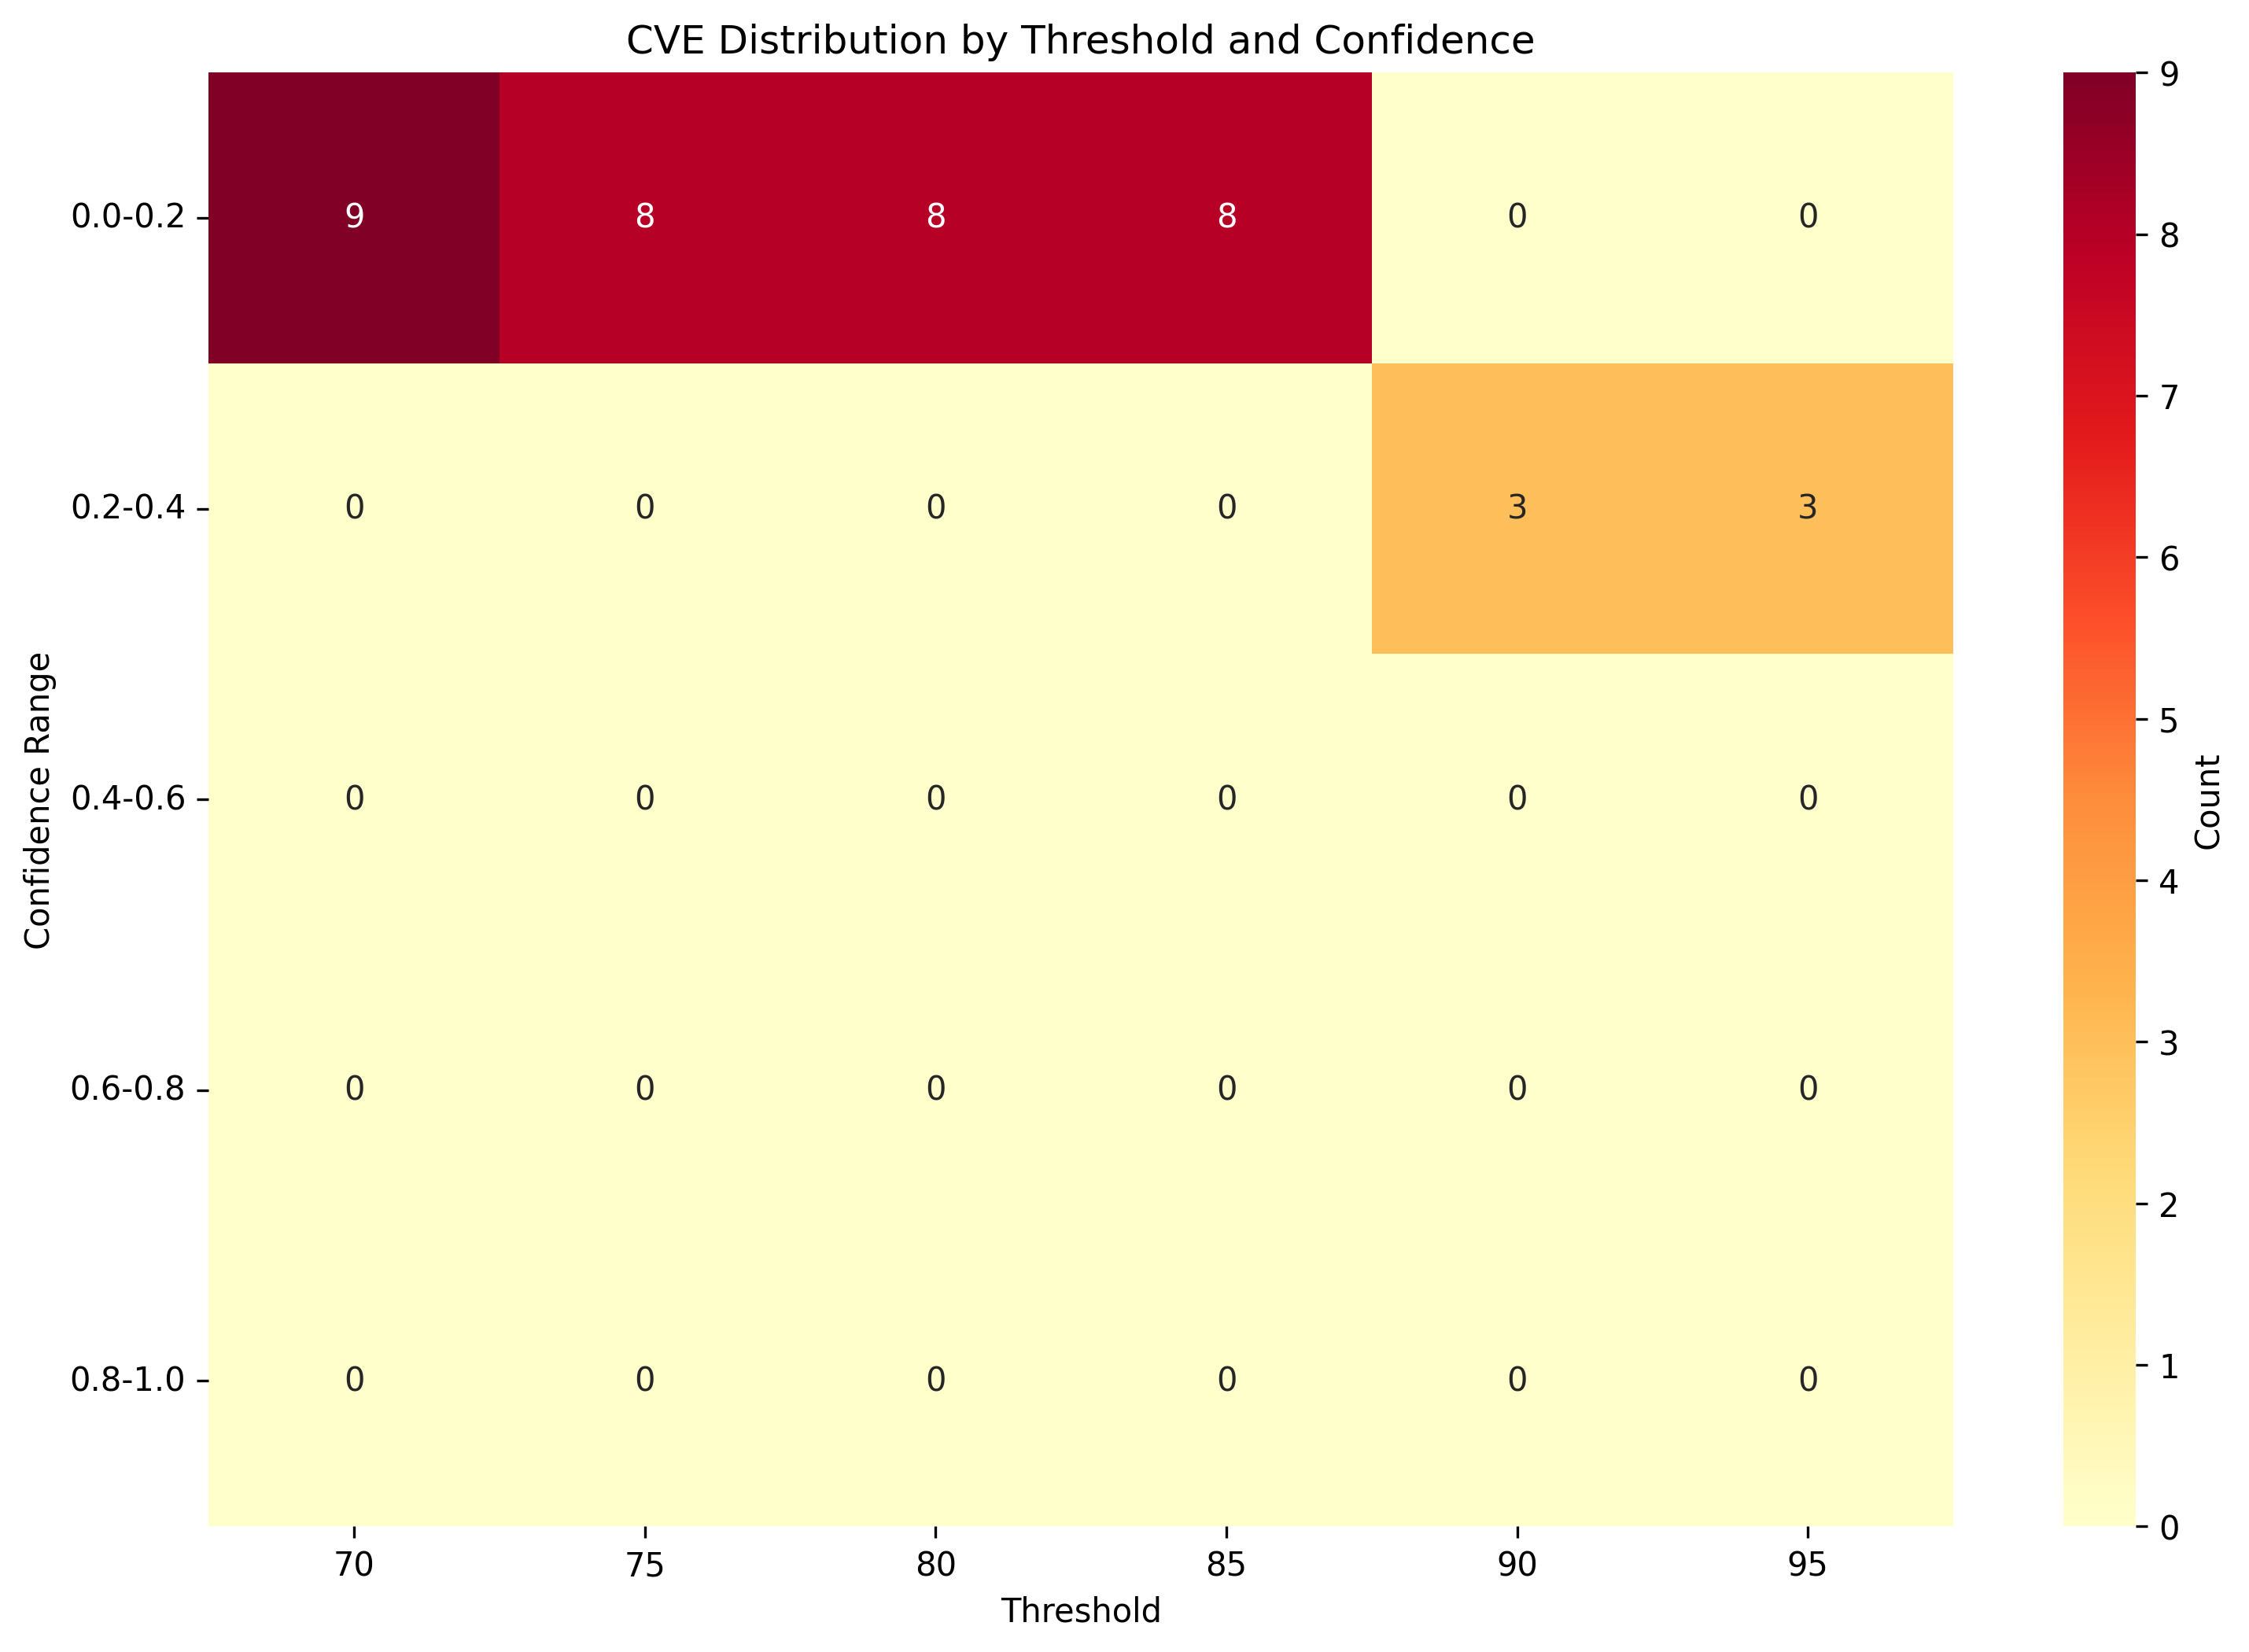 CVE Distribution by Threshold and Confidence
0.0-0.2 9 8 8 8 0 0
0.2-0.4 0 0 0 0 3 3
0.4-0.6 0 0 0 0 0 0
0.6-0.8 0 0 0 0 0 0
0.8-1.0 0 0 0 0 0 0
70 75 80 85 90 95
Threshold
Confidence Range
9
8
7
6
5
4
3
2
1
0
Count